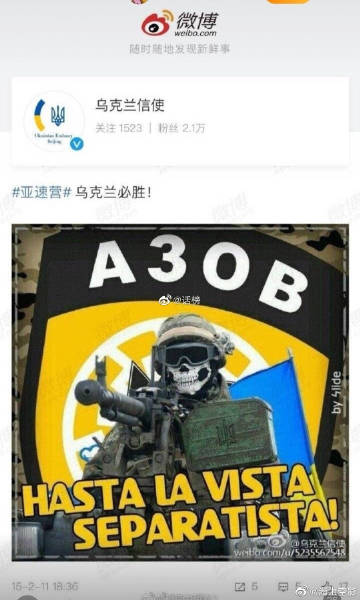 微博
weibo.com
随时随地发现新鲜事
Ukrainian Embassy
Beijing
乌克兰信使
关注 1523 | 粉丝 2.1万
#亚速营# 乌克兰必胜！
АЗОВ
@话榜
by Slide
HASTA LA VISTA
SEPARATISTA!
@乌克兰信使
weibo.com/u/5235562548
15-2-11 18:36
5
5